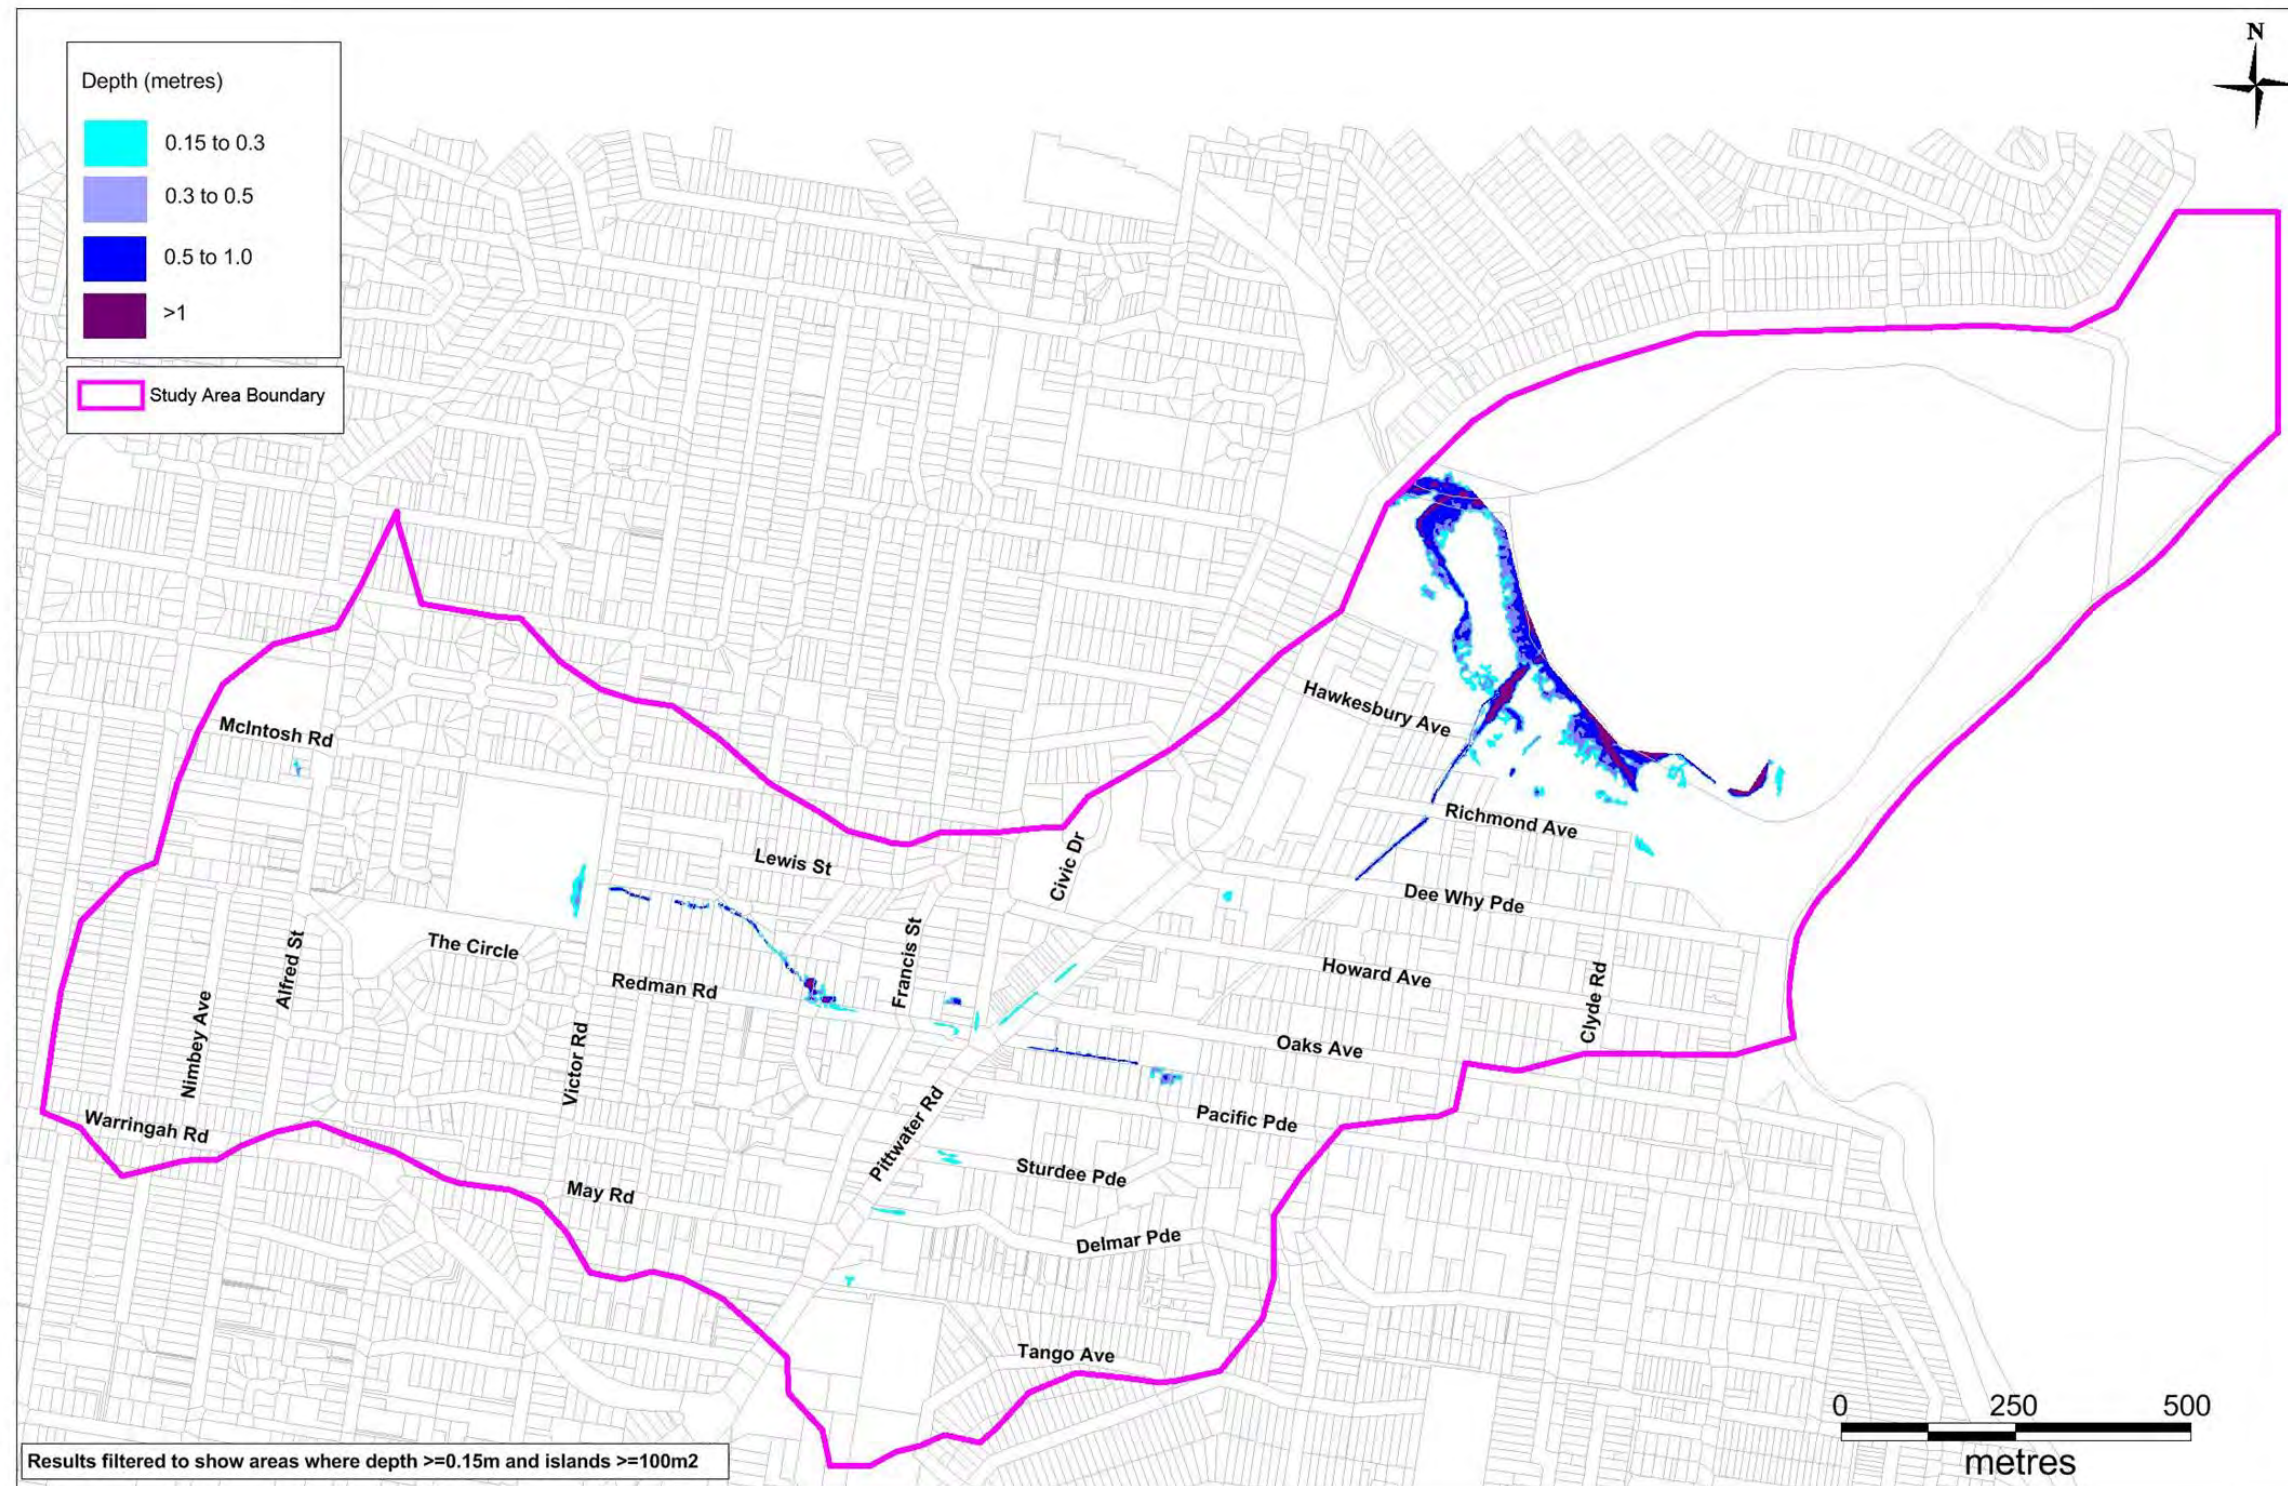 N
Depth (metres)
0.15 to 0.3
0.3 to 0.5
0.5 to 1.0
>1
Study Area Boundary
Hawkesbury Ave
McIntosh Rd
Richmond Ave
Lewis St
Civic Dr
Dee Why Pde
The Circle
Francis St
Howard Ave
Alfred St
Redman Rd
Clyde Rd
Nimbey Ave
Victor Rd
Oaks Ave
Pittwater Rd
Pacific Pde
Warringah Rd
Sturdee Pde
May Rd
Delmar Pde
Tango Ave
0 250 500
metres
Results filtered to show areas where depth >=0.15m and islands >=100m2